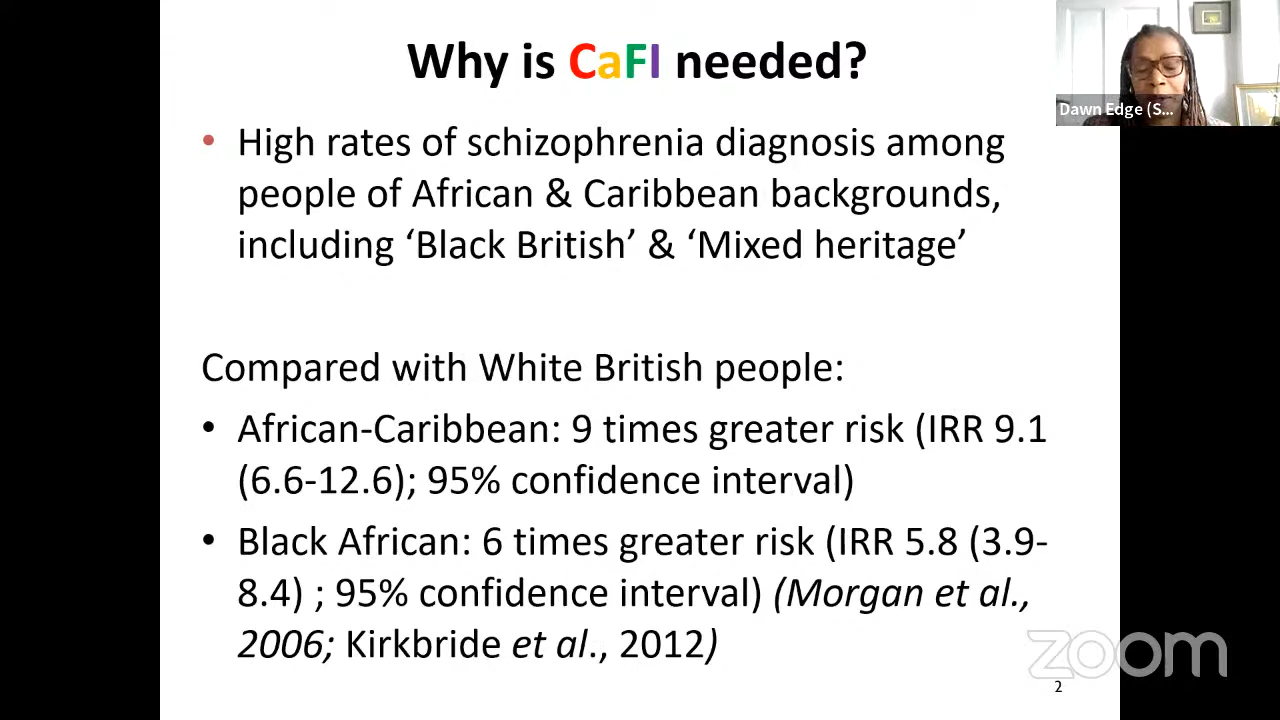 Why is CaFI needed?
Dawn Edge (S...
• High rates of schizophrenia diagnosis among
people of African & Caribbean backgrounds,
including ‘Black British’ & ‘Mixed heritage’
Compared with White British people:
• African-Caribbean: 9 times greater risk (IRR 9.1
(6.6-12.6); 95% confidence interval)
• Black African: 6 times greater risk (IRR 5.8 (3.9-
8.4) ; 95% confidence interval) (Morgan et al.,
2006; Kirkbride et al., 2012)
zoom
2